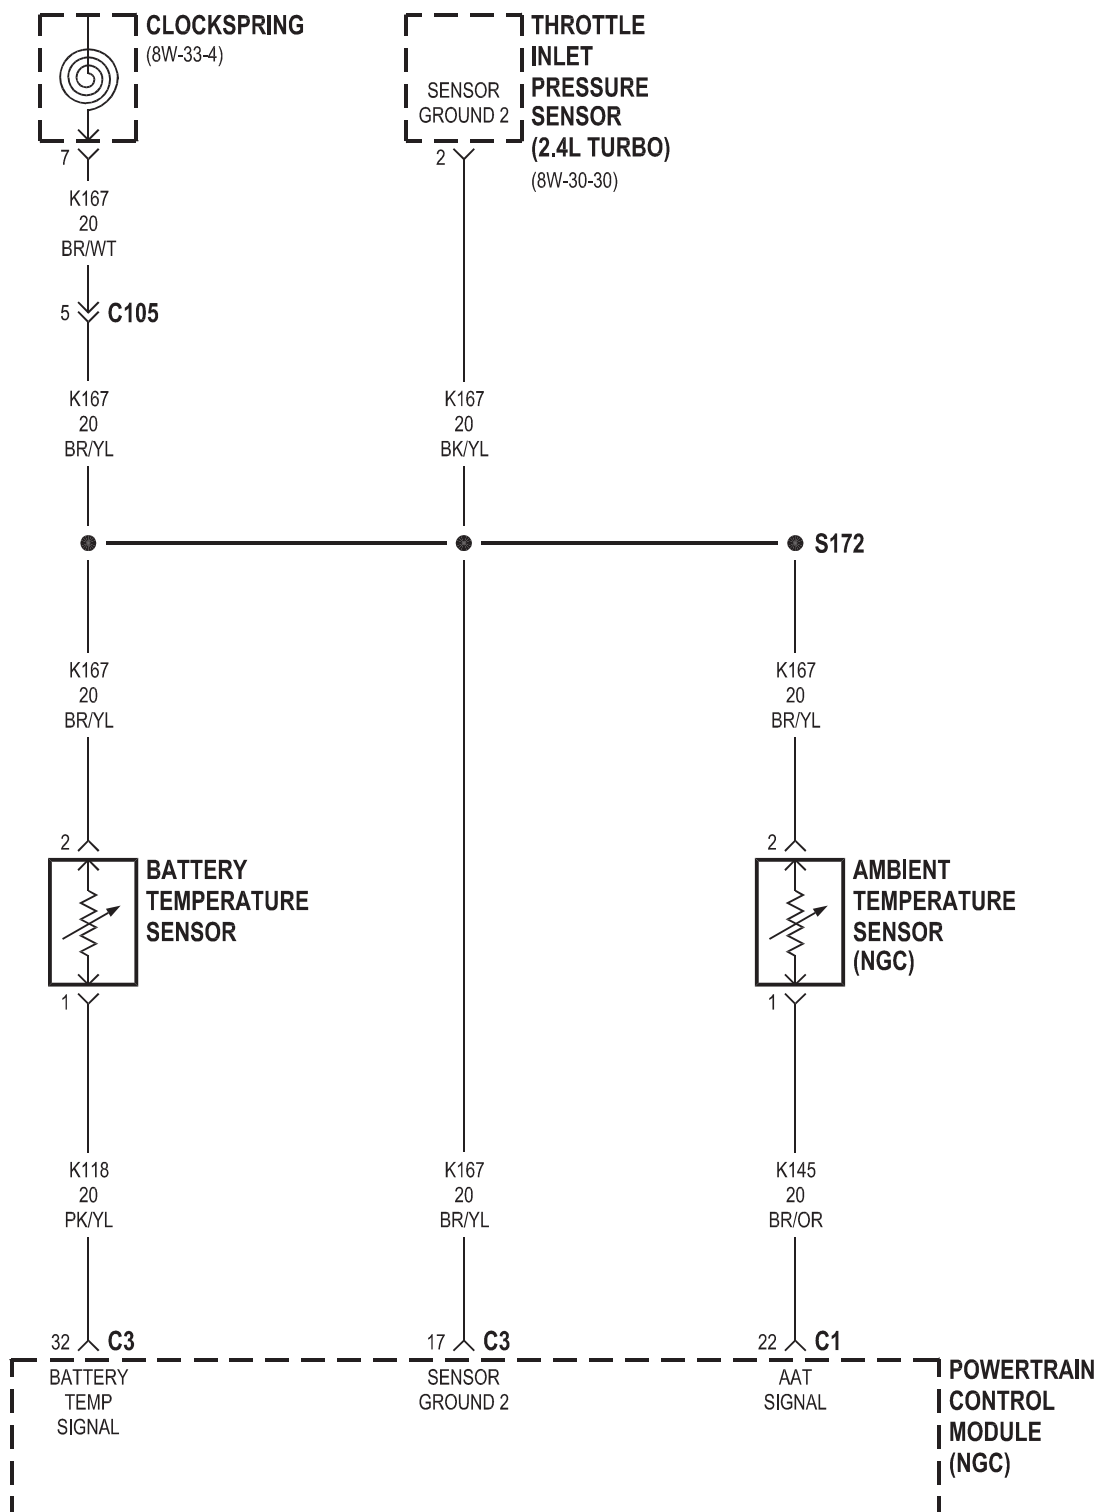 CLOCKSPRING
(8W-33-4)
THROTTLE
INLET
PRESSURE
SENSOR
(2.4L TURBO)
(8W-30-30)
SENSOR
GROUND 2
7
2
K167
20
BR/WT
5
C105
K167
20
BR/YL
K167
20
BK/YL
S172
K167
20
BR/YL
K167
20
BR/YL
2
BATTERY
TEMPERATURE
SENSOR
1
2
AMBIENT
TEMPERATURE
SENSOR
(NGC)
1
K118
20
PK/YL
K167
20
BR/YL
K145
20
BR/OR
32 C3
17 C3
22 C1
BATTERY
TEMP
SIGNAL
SENSOR
GROUND 2
AAT
SIGNAL
POWERTRAIN
CONTROL
MODULE
(NGC)